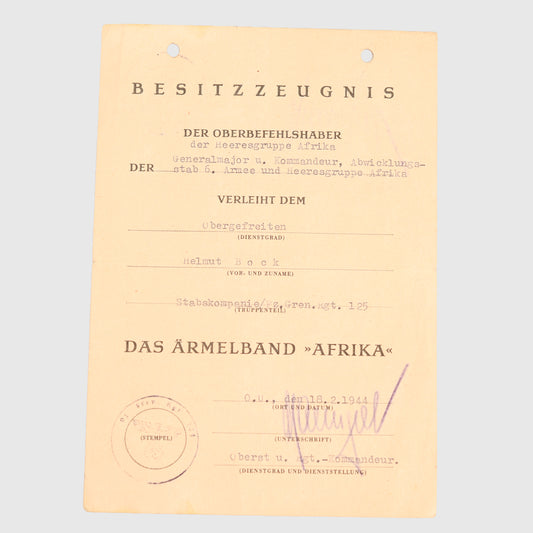 BESITZZEUGNIS
DER OBERBEFEHLSHABER
der Heeresgruppe Afrika
Generalmajor u. Kommandeur, Abwicklungs-
DER stab 6. Armee und Heeresgruppe Afrika
VERLEIHT DEM
Obergefreiten
(DIENSTGRAD)
Helmut Bock
(VOR- UND ZUNAME)
Stabskompanie/Pz.Gren.Rgt. 125
(TRUPPENTEIL)
DAS ÄRMELBAND »AFRIKA«
O.U., den 18.2.1944
(ORT UND DATUM)
(STEMPEL)
(UNTERSCHRIFT)
Oberst u. Rgt.-Kommandeur.
(DIENSTGRAD UND DIENSTSTELLUNG)